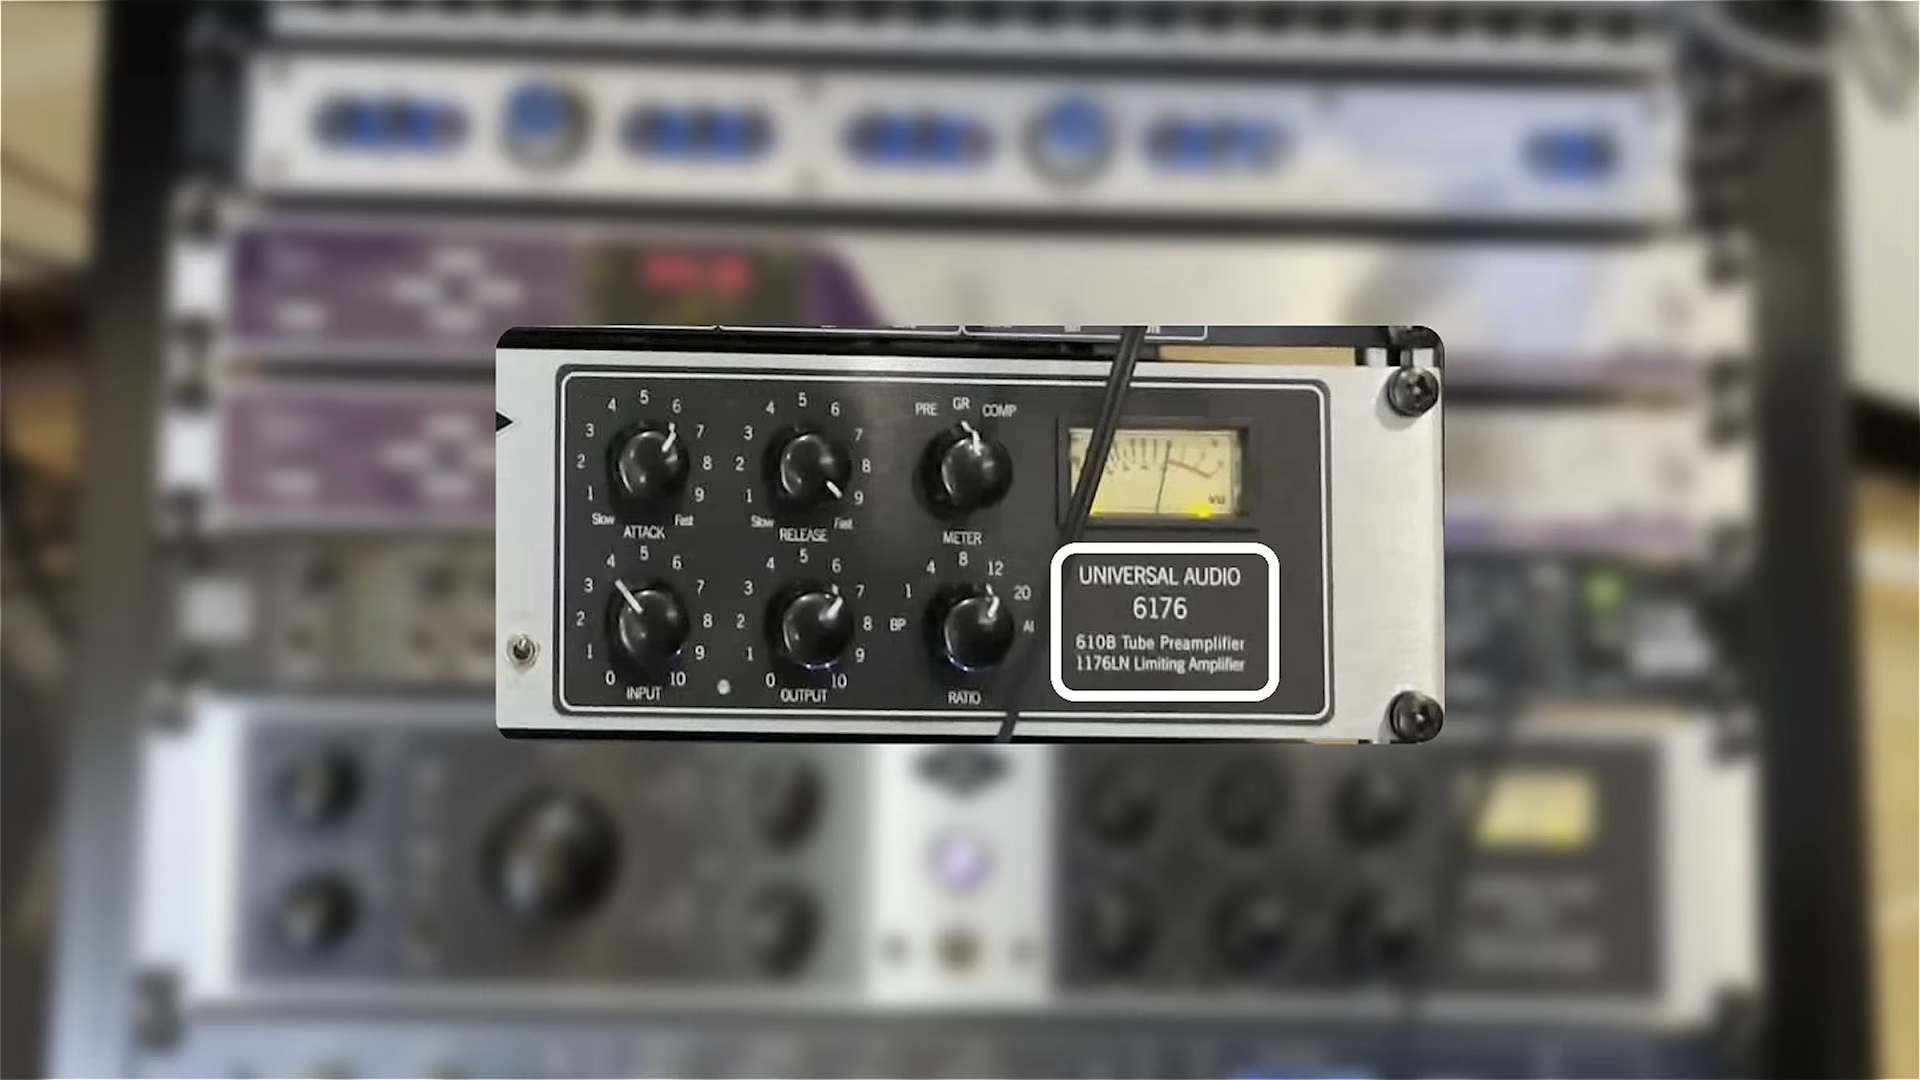 PRE GR COMP
4 5 6
3 7
2 8
1 9
Slow Fast
ATTACK
4 5 6
3 7
2 8
1 9
Slow Fast
RELEASE
METER
VU
4 5 6
3 7
2 8
1 9
0 10
INPUT
4 5 6
3 7
2 8
1 9
0 10
OUTPUT
4 8 12
1 20
BP Al
RATIO
UNIVERSAL AUDIO
6176
610B Tube Preamplifier
1176LN Limiting Amplifier